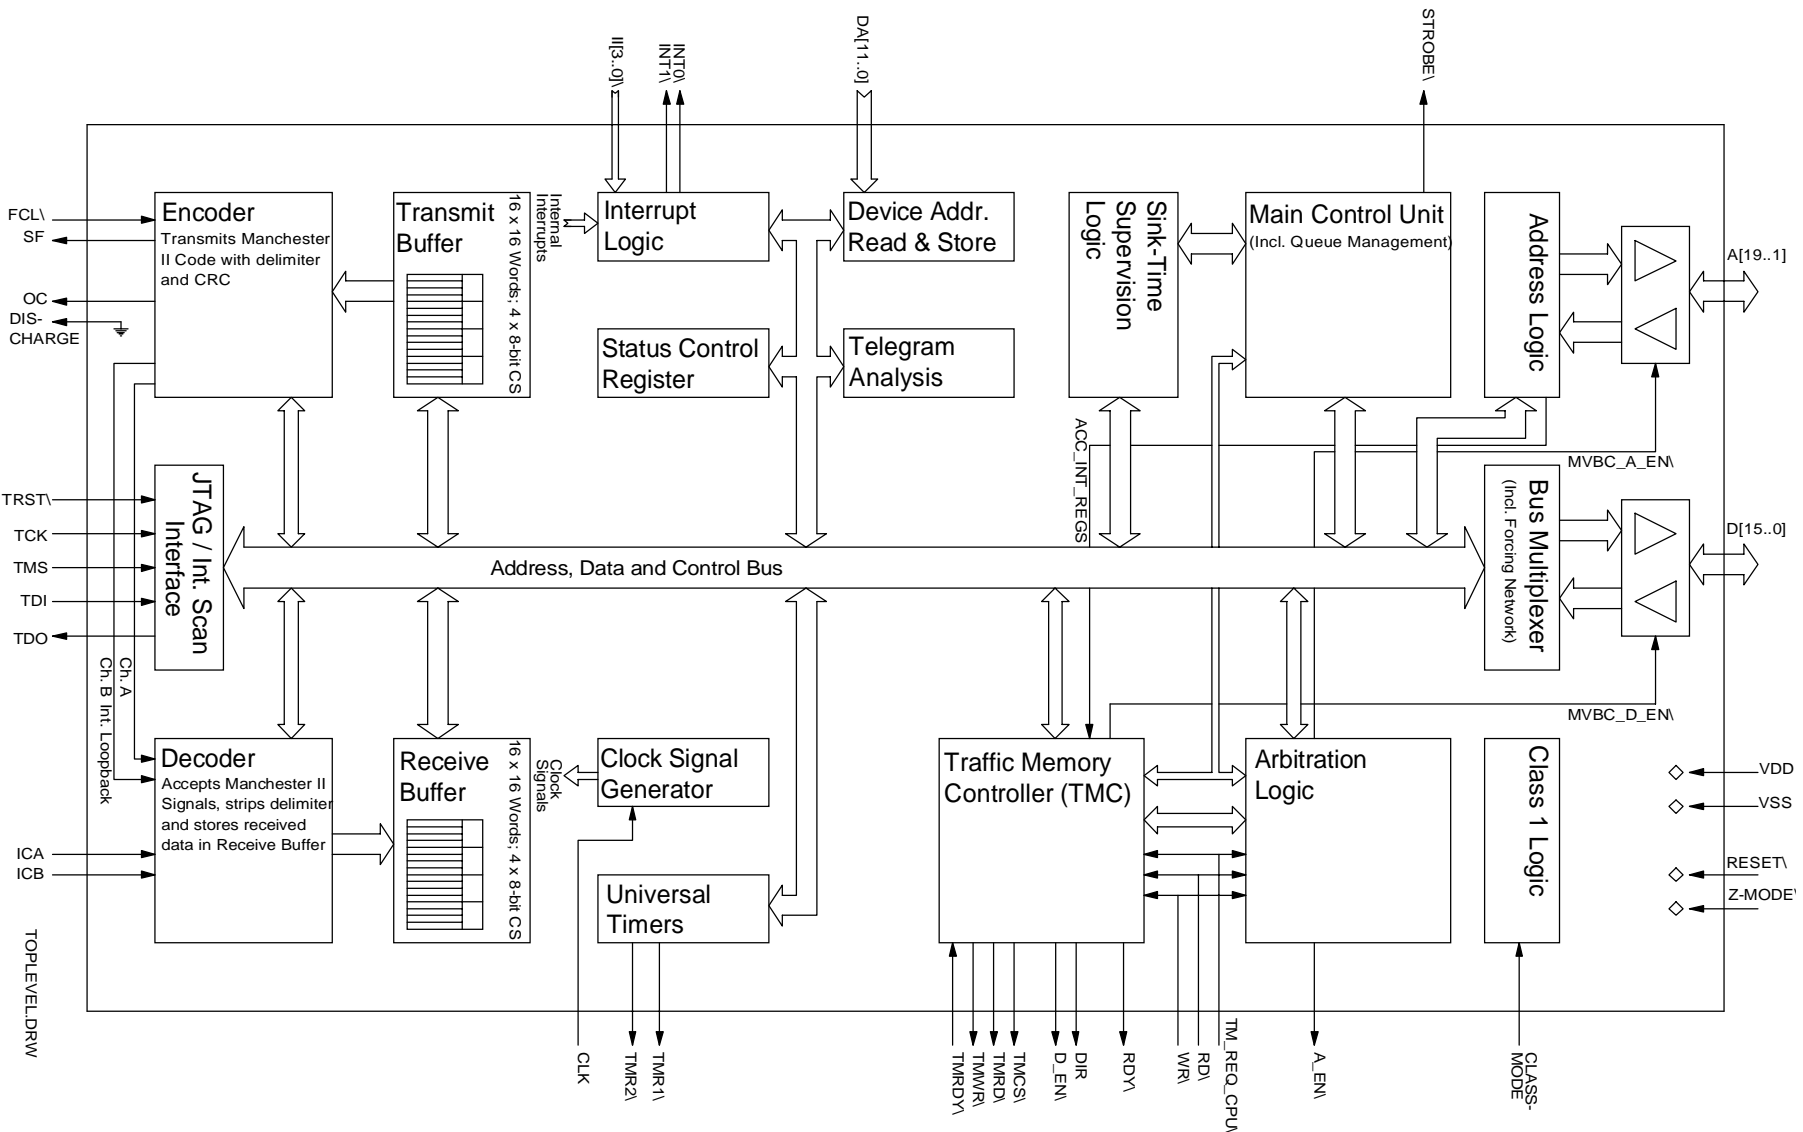 II[3..0]\
INT0\
INT1\
DA[11..0]
STROBE\
FCL\
SF
OC
DIS-
CHARGE
Encoder
Transmits Manchester
II Code with delimiter
and CRC
Transmit
Buffer
16 x 16 Words; 4 x 8-bit CS
Internal
Interrupts
Interrupt
Logic
Device Addr.
Read & Store
Status Control
Register
Telegram
Analysis
Sink-Time
Supervision
Logic
Main Control Unit
(Incl. Queue Management)
Address Logic
A[19..1]
MVBC_A_EN\
ACC_INT_REGS
TRST\
TCK
TMS
TDI
TDO
JTAG / Int. Scan
Interface
Address, Data and Control Bus
Bus Multiplexer
(Incl. Forcing Network)
D[15..0]
MVBC_D_EN\
Ch. A
Ch. B Int. Loopback
ICA
ICB
Decoder
Accepts Manchester II
Signals, strips delimiter
and stores received
data in Receive Buffer
Receive
Buffer
16 x 16 Words; 4 x 8-bit CS
Clock
Signals
Clock Signal
Generator
Universal
Timers
Traffic Memory
Controller (TMC)
Arbitration
Logic
Class 1 Logic
VDD
VSS
RESET\
Z-MODE\
CLK
TMR2\
TMR1\
TMRDY\
TMWR\
TMRD\
TMCS\
D_EN\
DIR
RDY\
WR\
RD\
TM_REQ_CPU\
A_EN\
CLASS-
MODE
TOPLEVEL.DRW